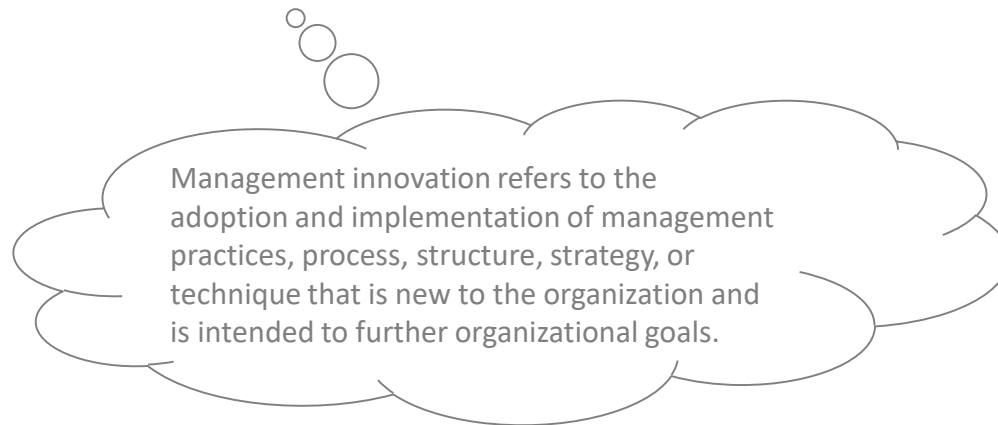 Management innovation refers to the
adoption and implementation of management
practices, process, structure, strategy, or
technique that is new to the organization and
is intended to further organizational goals.